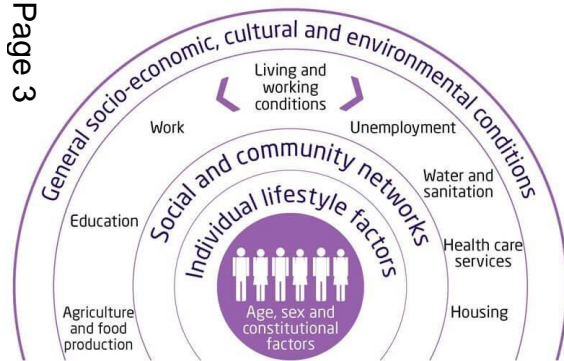 Page 3
General socio-economic, cultural and environmental conditions
Living and
working
conditions
Work
Unemployment
Social and community networks
Water and
sanitation
Individual lifestyle factors
Education
Health care
services
Agriculture
and food
production
Housing
Age, sex and
constitutional
factors